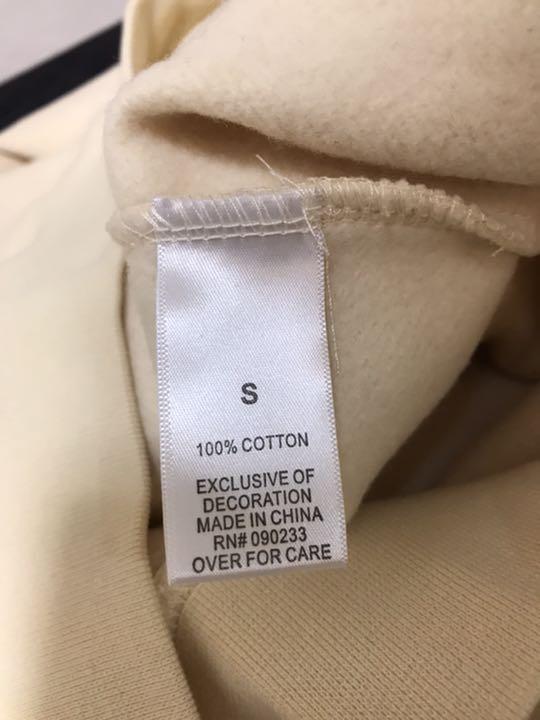 S
100% COTTON
EXCLUSIVE OF
DECORATION
MADE IN CHINA
RN# 090233
OVER FOR CARE